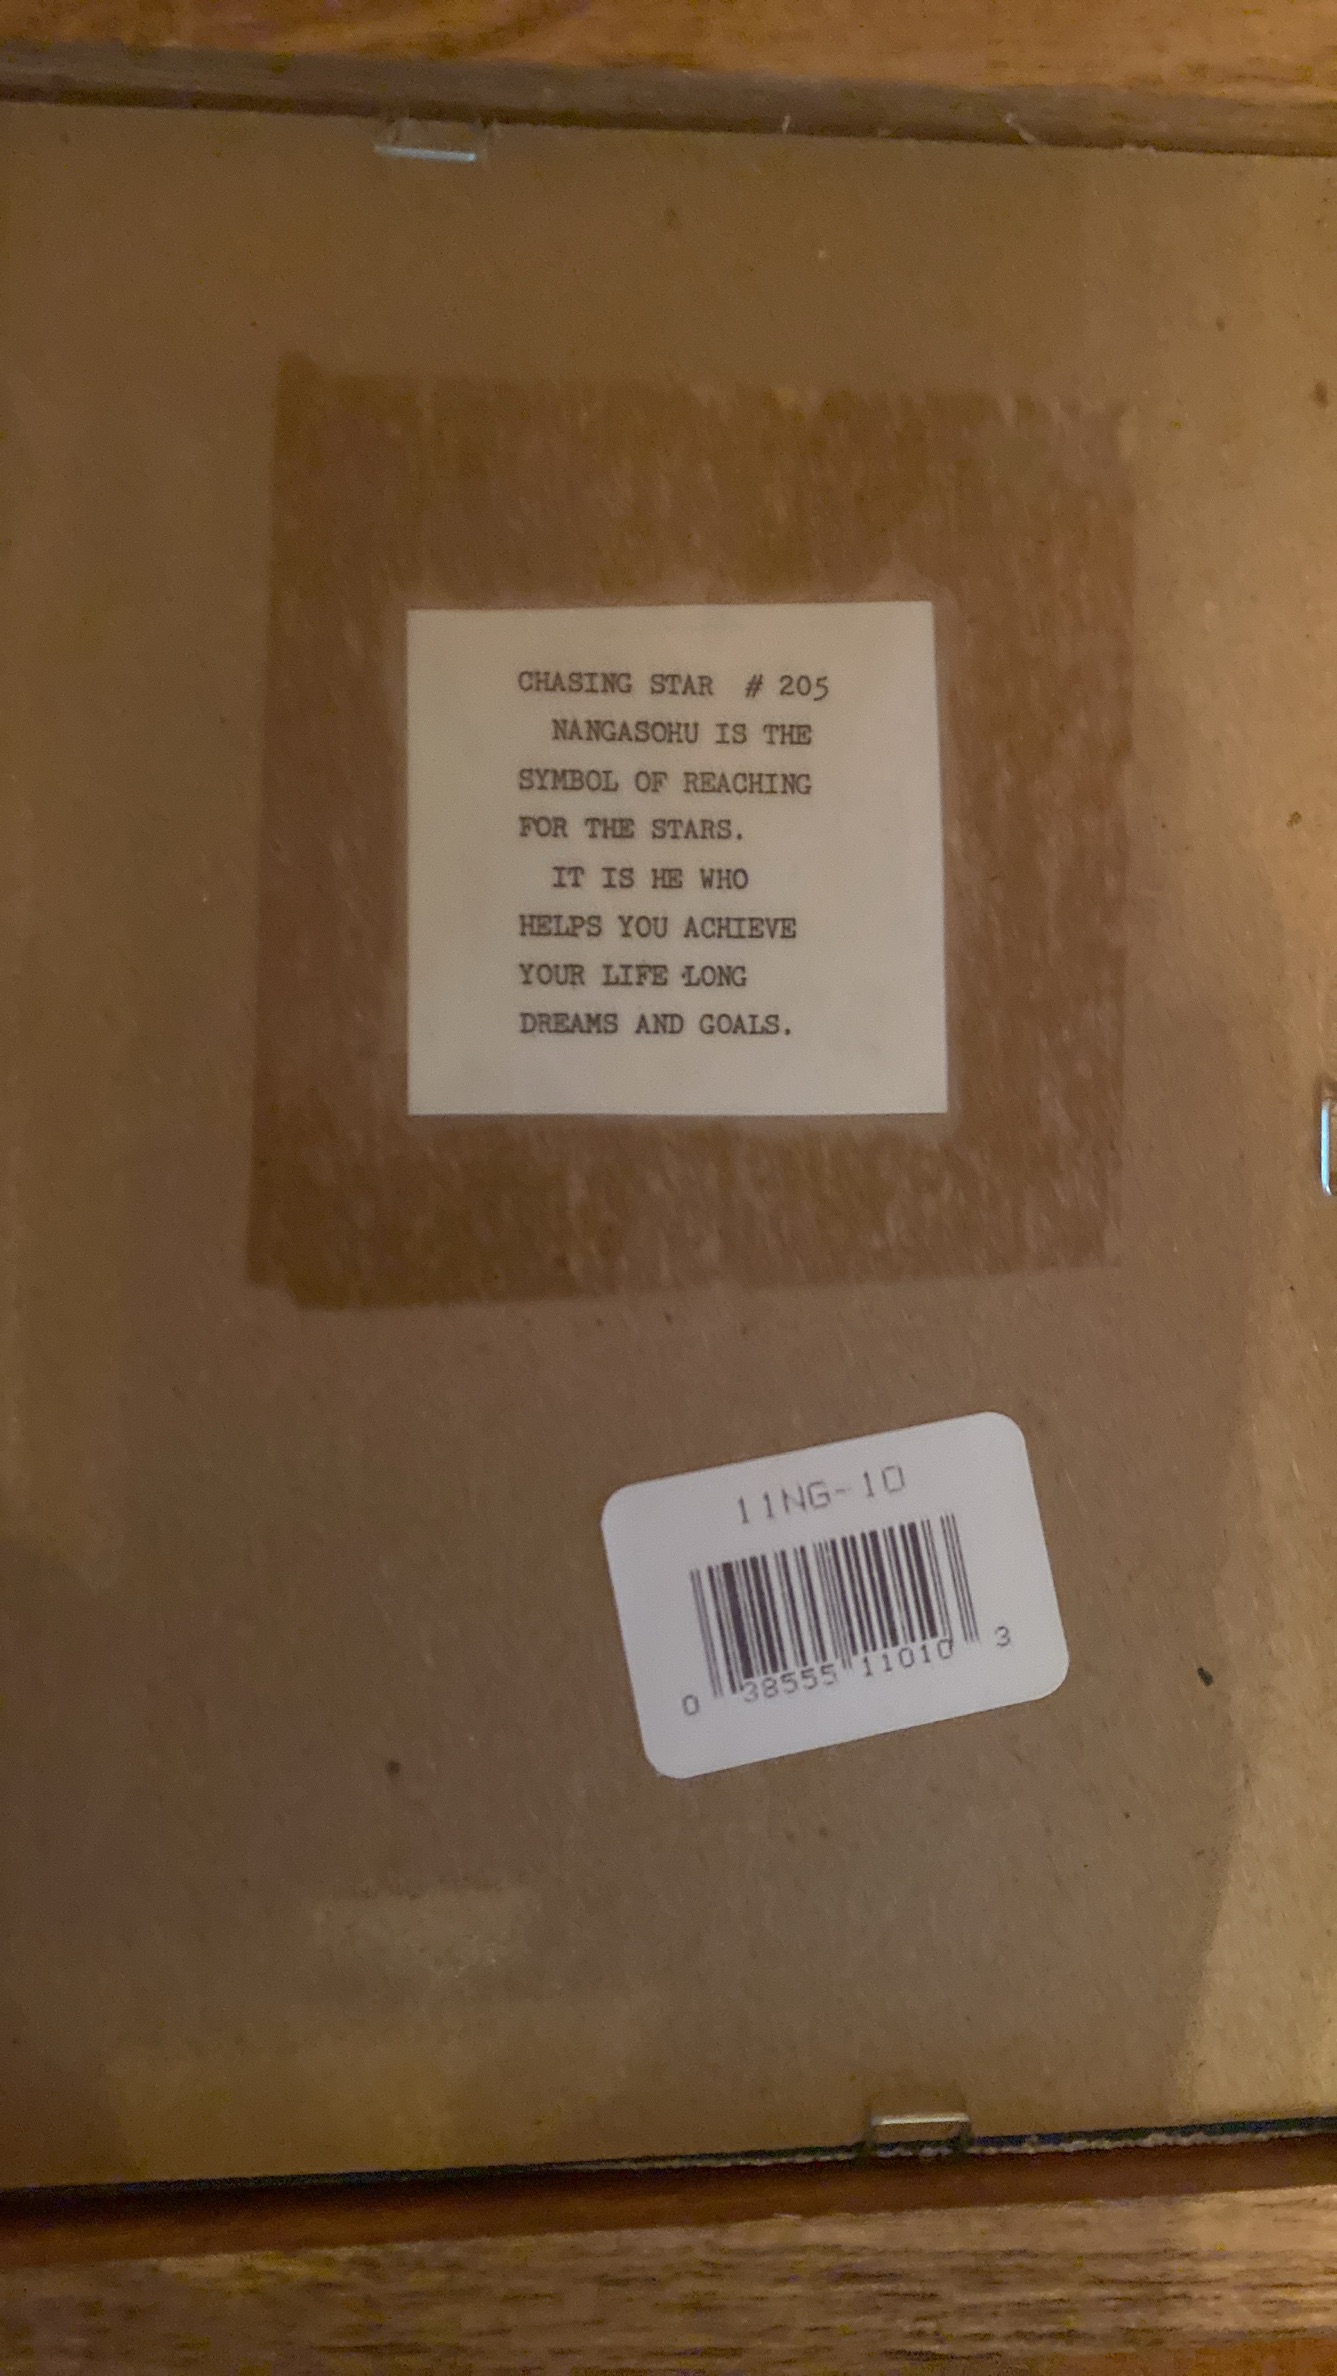 CHASING STAR # 205
NANGASOHU IS THE
SYMBOL OF REACHING
FOR THE STARS.
IT IS HE WHO
HELPS YOU ACHIEVE
YOUR LIFE LONG
DREAMS AND GOALS.
11NG-10
0 38555 11010 3